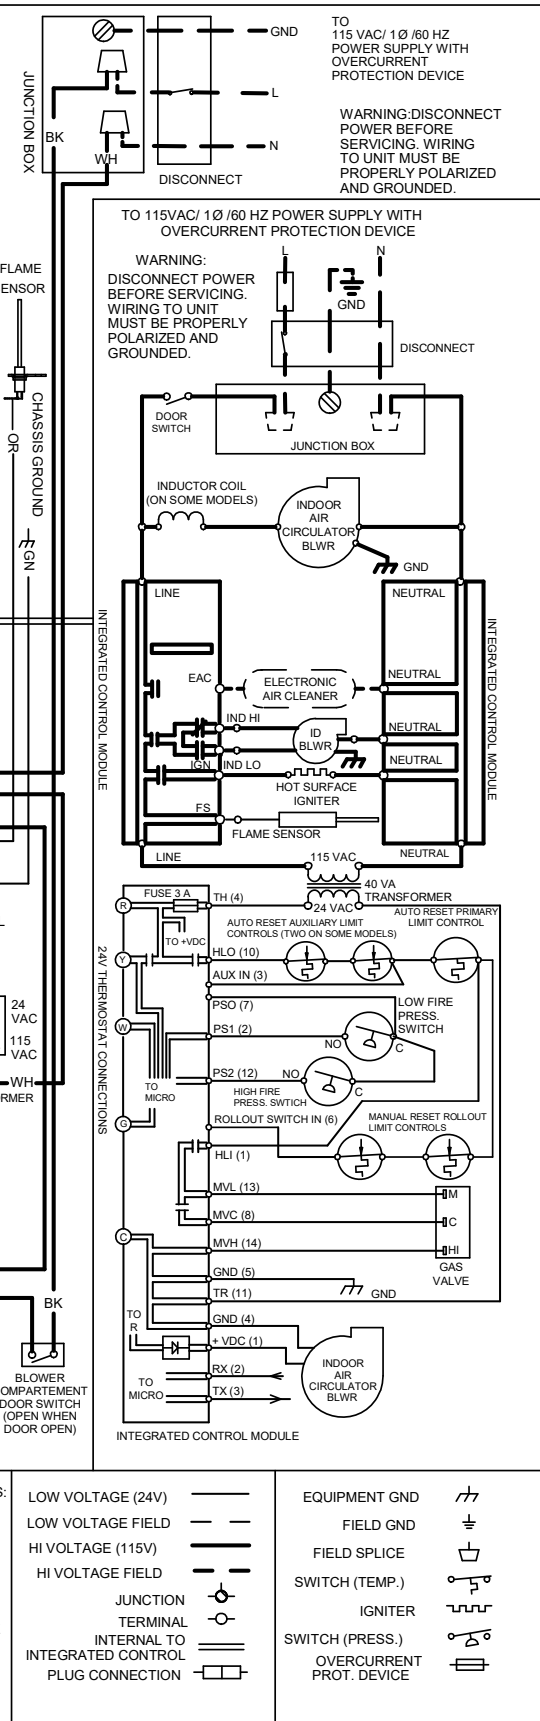 GND
TO
115 VAC/ 1Ø /60 HZ
POWER SUPPLY WITH
OVERCURRENT
PROTECTION DEVICE
L
JUNCTION BOX
BK
WH
N
DISCONNECT
WARNING:DISCONNECT
POWER BEFORE
SERVICING. WIRING
TO UNIT MUST BE
PROPERLY POLARIZED
AND GROUNDED.
FLAME
ENSOR
CHASSIS GROUND
OR
GN
24
VAC
115
VAC
WH
ORMER
BK
BLOWER
OMPARTEMENT
DOOR SWITCH
(OPEN WHEN
DOOR OPEN)
TO 115VAC/ 1Ø /60 HZ POWER SUPPLY WITH
OVERCURRENT PROTECTION DEVICE
WARNING:
DISCONNECT POWER
BEFORE SERVICING.
WIRING TO UNIT
MUST BE PROPERLY
POLARIZED AND
GROUNDED.
L
N
GND
DISCONNECT
DOOR
SWITCH
JUNCTION BOX
INDUCTOR COIL
(ON SOME MODELS)
INDOOR
AIR
CIRCULATOR
BLWR
GND
LINE
NEUTRAL
INTEGRATED CONTROL MODULE
INTEGRATED CONTROL MODULE
EAC
ELECTRONIC
AIR CLEANER
NEUTRAL
IND HI
ID
BLWR
NEUTRAL
IGN
IND LO
NEUTRAL
HOT SURFACE
IGNITER
FS
FLAME SENSOR
LINE
115 VAC
NEUTRAL
40 VA
TRANSFORMER
24 VAC
FUSE 3 A
TH (4)
R
TO +VDC
AUTO RESET AUXILIARY LIMIT
CONTROLS (TWO ON SOME MODELS)
AUTO RESET PRIMARY
LIMIT CONTROL
24V THERMOSTAT CONNECTIONS
Y
HLO (10)
AUX IN (3)
PSO (7)
LOW FIRE
PRESS.
SWITCH
W
PS1 (2)
NO
C
TO
MICRO
PS2 (12)
NO
C
HIGH FIRE
PRESS. SWTICH
G
ROLLOUT SWITCH IN (6)
MANUAL RESET ROLLOUT
LIMIT CONTROLS
HLI (1)
MVL (13)
M
MVC (8)
C
C
MVH (14)
HI
GAS
VALVE
GND (5)
GND
TR (11)
TO
R
GND (4)
+ VDC (1)
INDOOR
AIR
CIRCULATOR
BLWR
TO
MICRO
RX (2)
TX (3)
INTEGRATED CONTROL MODULE
S:
LOW VOLTAGE (24V)
LOW VOLTAGE FIELD
HI VOLTAGE (115V)
HI VOLTAGE FIELD
JUNCTION
TERMINAL
INTERNAL TO
INTEGRATED CONTROL
PLUG CONNECTION
EQUIPMENT GND
FIELD GND
FIELD SPLICE
SWITCH (TEMP.)
IGNITER
SWITCH (PRESS.)
OVERCURRENT
PROT. DEVICE